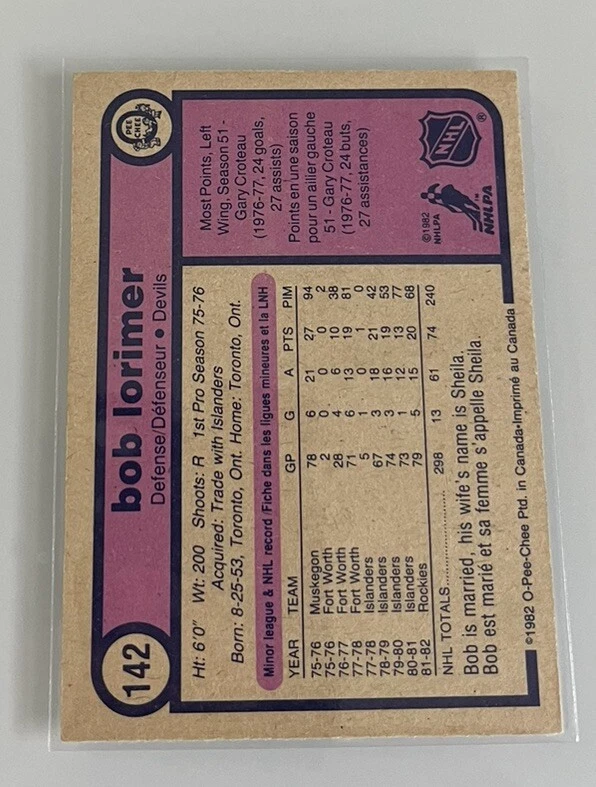 142
bob lorimer
Defense/Défenseur • Devils
O PEE CHEE
Ht: 6'0" Wt: 200 Shoots: R 1st Pro Season 75-76
Acquired: Trade with Islanders
Born: 8-25-53, Toronto, Ont. Home: Toronto, Ont.
Minor league & NHL record/Fiche dans les ligues mineures et la LNH
YEAR TEAM GP G A PTS PIM
75-76 Muskegon 78 6 21 27 94
75-76 Fort Worth 2 0 0 0 2
76-77 Fort Worth 28 4 6 10 38
77-78 Fort Worth 71 6 13 19 81
77-78 Islanders 5 1 0 1 0
78-79 Islanders 67 3 18 21 42
79-80 Islanders 74 3 16 19 53
80-81 Islanders 73 1 12 13 77
81-82 Rockies 79 5 15 20 68
NHL TOTALS.............. 298 13 61 74 240
Bob is married, his wife's name is Sheila.
Bob est marié et sa femme s'appelle Sheila.
©1982 O-Pee-Chee Ptd. in Canada•Imprimé au Canada
Most Points, Left
Wing, Season 51 -
Gary Croteau
(1976-77, 24 goals,
27 assists)
Points en une saison
pour un ailier gauche
51 - Gary Croteau
(1976-77, 24 buts,
27 assistances)
NHL ®
©1982
NHLPA
NHLPA™